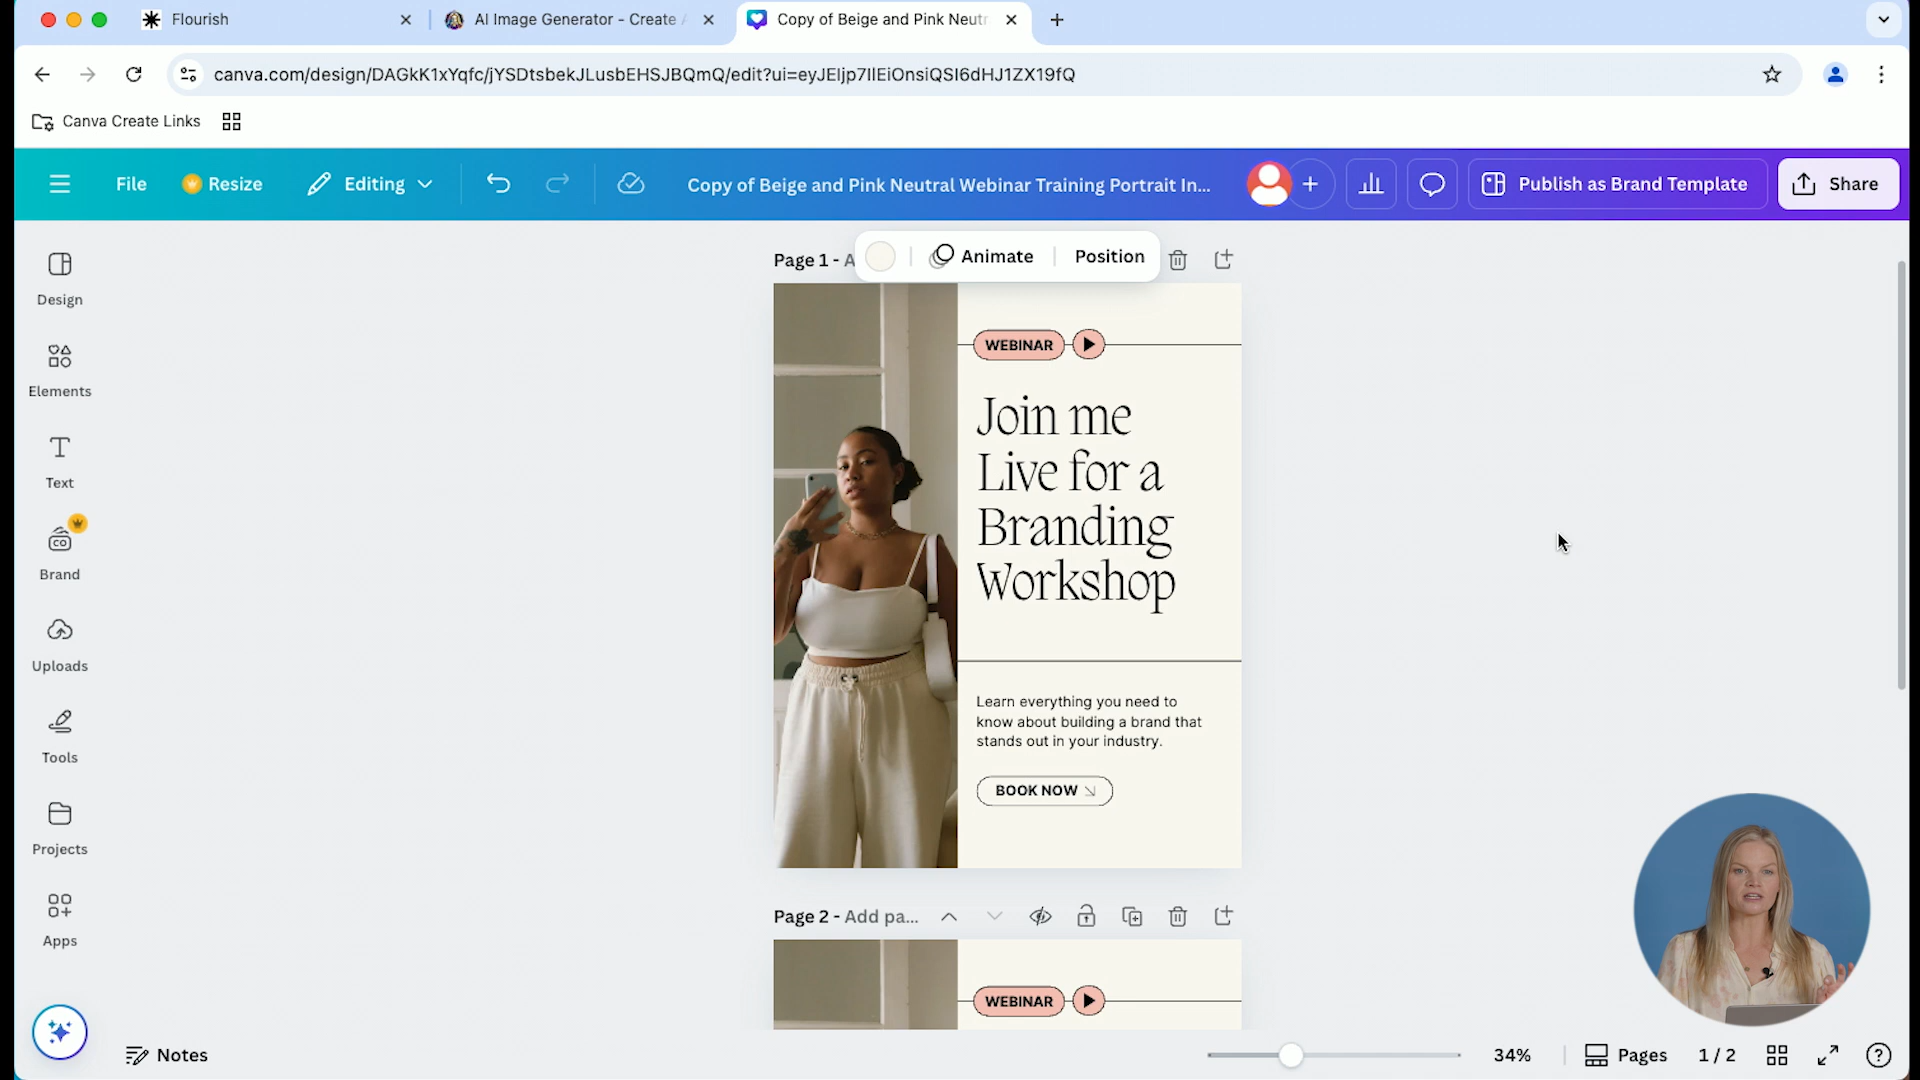 Flourish
AI Image Generator - Create
Copy of Beige and Pink Neutr
canva.com/design/DAGkK1xYqfc/jYSDtsbekJLusbEHSJBQmQ/edit?ui=eyJEIjp7IlEiOnsiQSI6dHJ1ZX19fQ
Canva Create Links
File
Resize
Editing
Copy of Beige and Pink Neutral Webinar Training Portrait In...
Publish as Brand Template
Share
Design
Elements
Text
Brand
Uploads
Tools
Projects
Apps
Page 1 - A
Animate
Position
WEBINAR
Join me
Live for a
Branding
Workshop
Learn everything you need to
know about building a brand that
stands out in your industry.
BOOK NOW
Page 2 - Add pa...
WEBINAR
Notes
34%
Pages
1 / 2